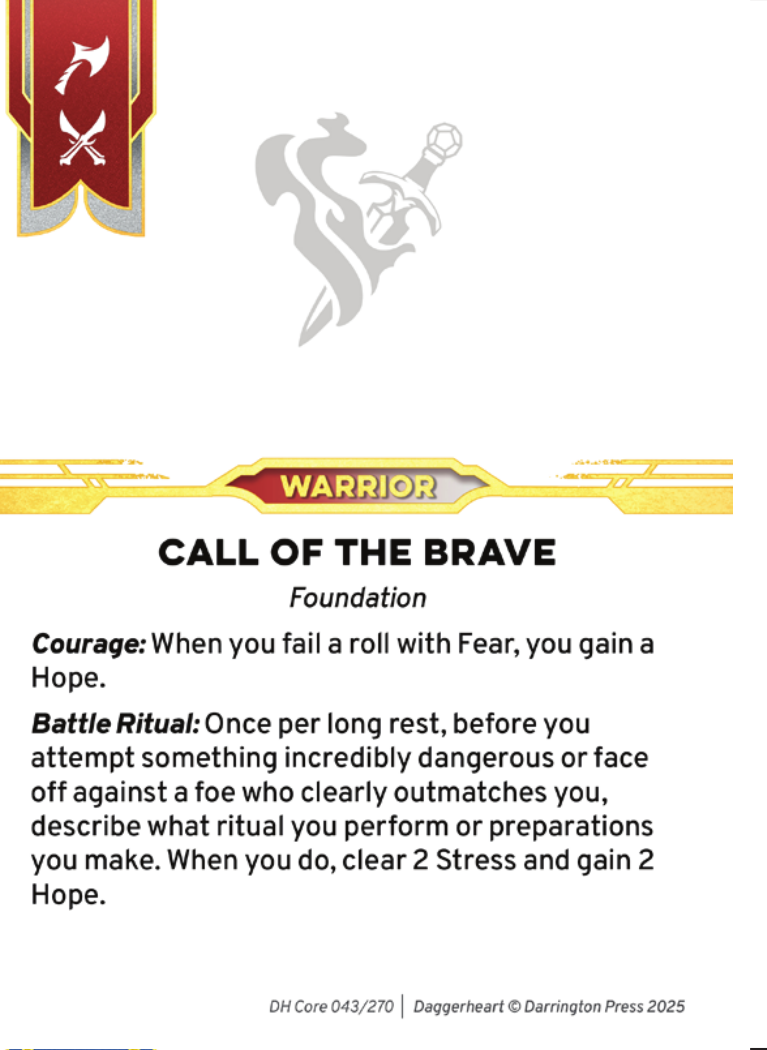 WARRIOR
CALL OF THE BRAVE
Foundation
Courage: When you fail a roll with Fear, you gain a
Hope.
Battle Ritual: Once per long rest, before you
attempt something incredibly dangerous or face
off against a foe who clearly outmatches you,
describe what ritual you perform or preparations
you make. When you do, clear 2 Stress and gain 2
Hope.
DH Core 043/270 | Daggerheart © Darrington Press 2025